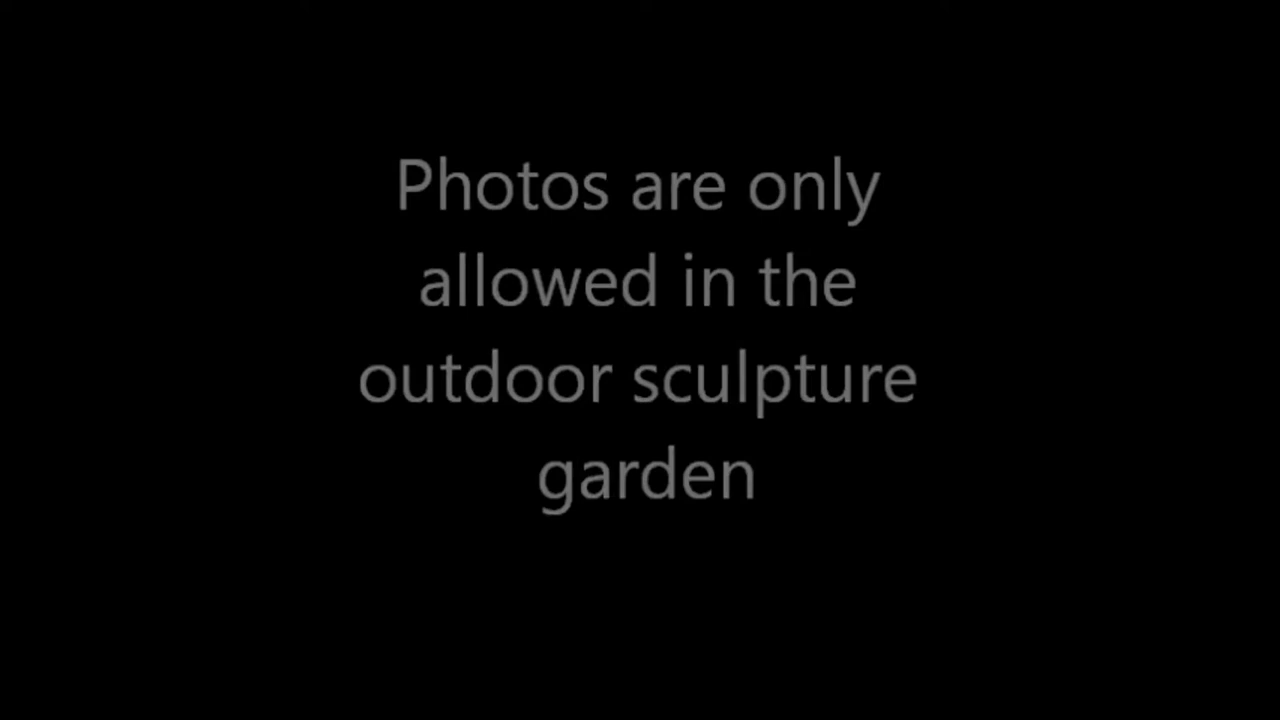 Photos are only
allowed in the
outdoor sculpture
garden